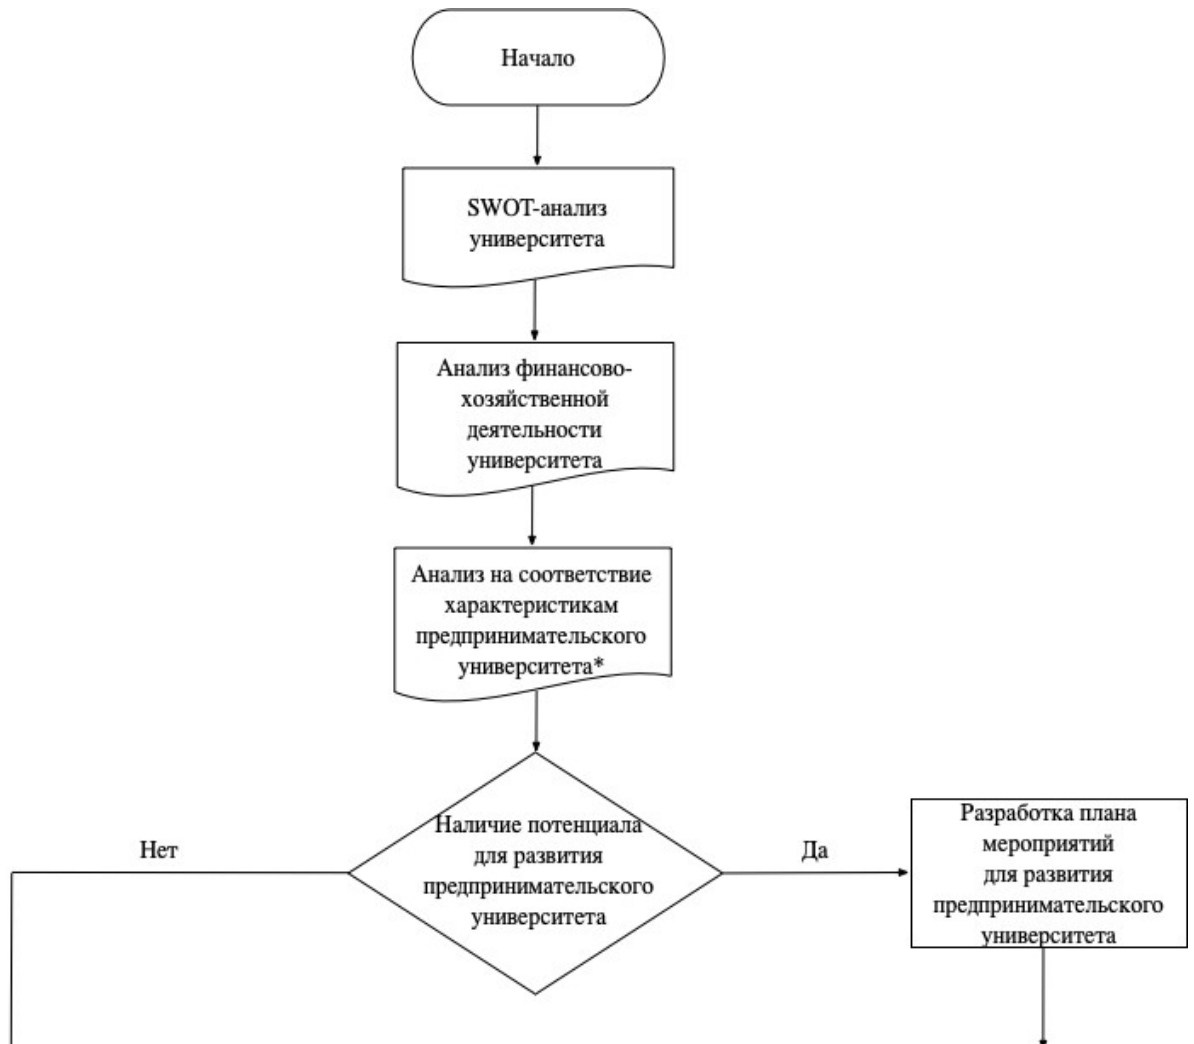 Начало
SWOT-анализ
университета
Анализ финансово-
хозяйственной
деятельности
университета
Анализ на соответствие
характеристикам
предпринимательского
университета*
Наличие потенциала
для развития
предпринимательского
университета
Нет
Да
Разработка плана
мероприятий
для развития
предпринимательского
университета